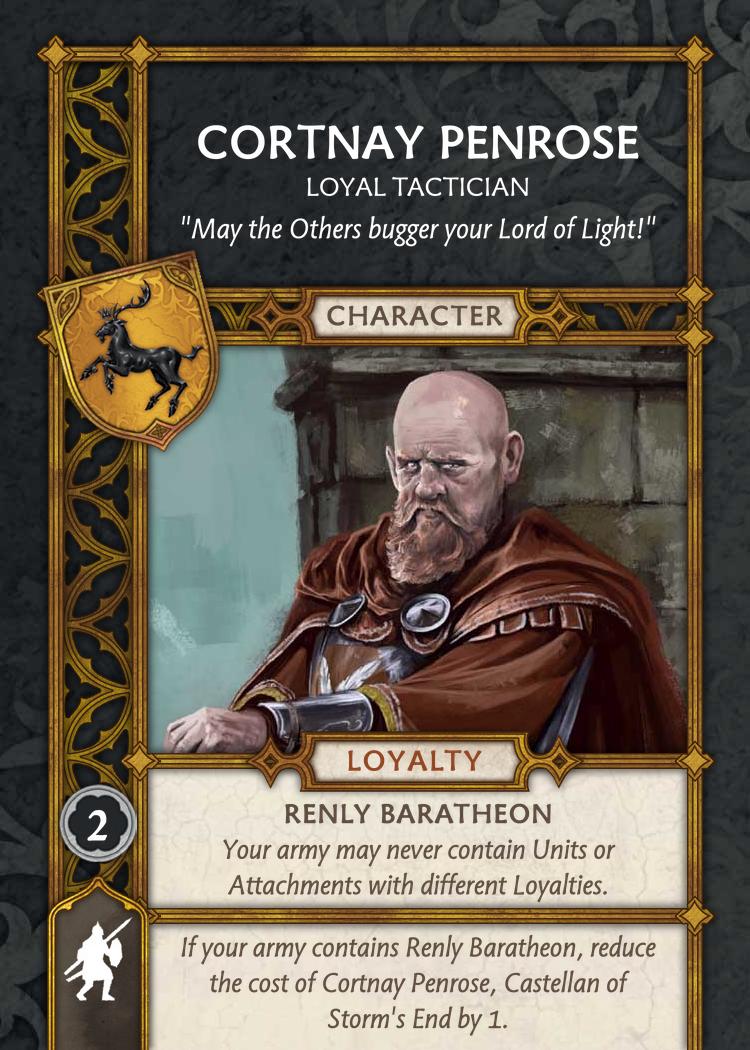 CORTNAY PENROSE
LOYAL TACTICIAN
"May the Others bugger your Lord of Light!"
CHARACTER
LOYALTY
2
RENLY BARATHEON
Your army may never contain Units or
Attachments with different Loyalties.
If your army contains Renly Baratheon, reduce
the cost of Cortnay Penrose, Castellan of
Storm's End by 1.